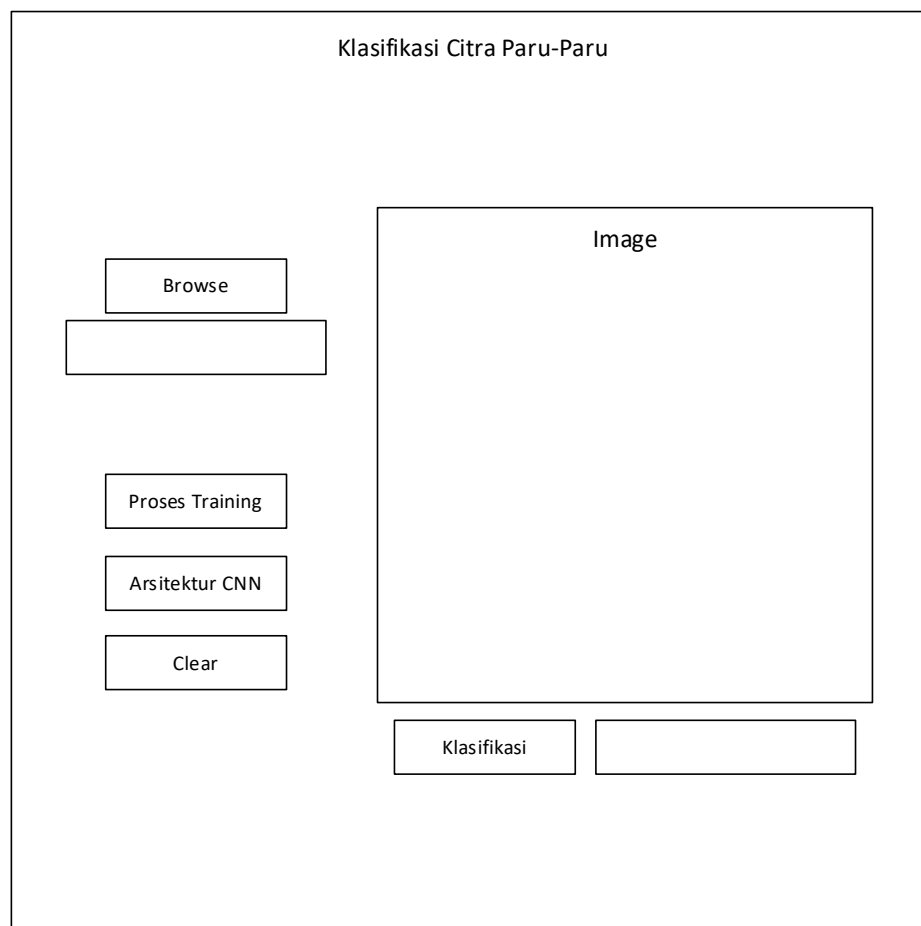 Klasifikasi Citra Paru-Paru
Image
Browse
Proses Training
Arsitektur CNN
Clear
Klasifikasi